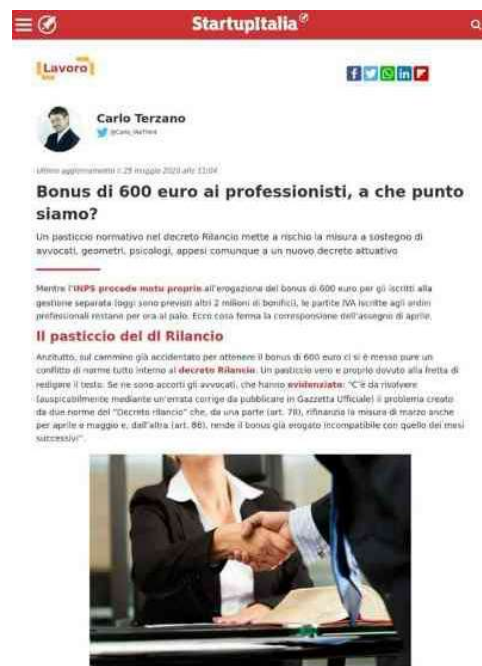 StartupItalia
Lavoro
Carlo Terzano
Ultimo aggiornamento il 29 maggio 2020 alle 11:04
Bonus di 600 euro ai professionisti, a che punto
siamo?
Un pasticcio normativo nel decreto Rilancio mette a rischio la misura a sostegno di
avvocati, geometri, psicologi, appesi comunque a un nuovo decreto attuativo
Mentre l'INPS procede motu proprio all'erogazione del bonus di 600 euro per gli iscritti alla
gestione separata (oggi sono previsti altri 2 milioni di bonifici), le partite IVA iscritte agli ordini
professionali restano per ora al palo. Ecco cosa ferma la corresponsione dell'assegno di aprile.
Il pasticcio del dl Rilancio
Anzitutto, sul cammino già accidentato per ottenere il bonus di 600 euro ci si è messo pure un
conflitto di norme tutto interno al decreto Rilancio. Un pasticcio vero e proprio dovuto alla fretta di
redigere il testo. Se ne sono accorti gli avvocati, che hanno evidenziato: "C'è da risolvere
(auspicabilmente mediante un'errata corrige da pubblicare in Gazzetta Ufficiale) il problema creato
da due norme del "Decreto rilancio" che, da una parte (art. 78), rifinanzia la misura di marzo anche
per aprile e maggio e, dall'altra (art. 86), rende il bonus già erogato incompatibile con quello dei mesi
successivi".